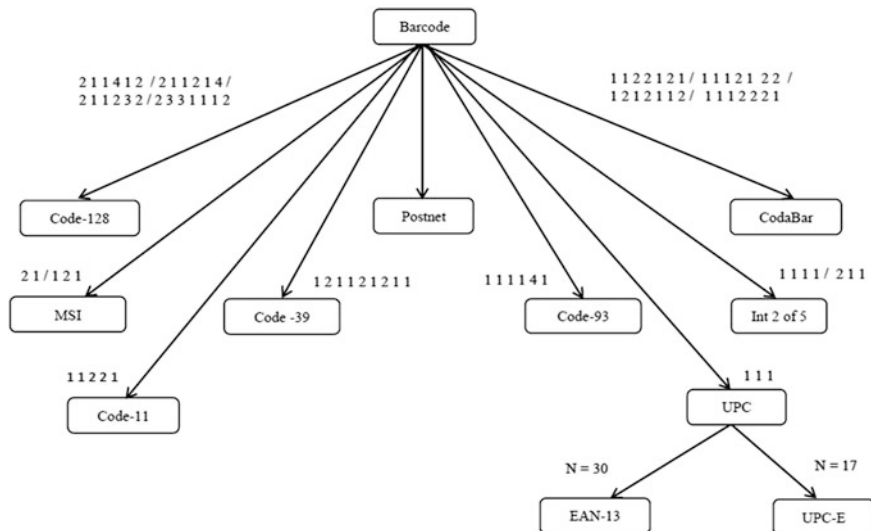 Barcode
2 1 1 4 1 2 / 2 1 1 2 1 4 /
2 1 1 2 3 2 / 2 3 3 1 1 1 2
1 1 2 2 1 2 1 / 1 1 1 2 1 2 2 /
1 2 1 2 1 1 2 / 1 1 1 2 2 2 1
Code-128
Postnet
CodaBar
2 1 / 1 2 1
1 2 1 1 2 1 2 1 1
1 1 1 1 4 1
1 1 1 1 / 2 1 1
MSI
Code -39
Code-93
Int 2 of 5
1 1 2 2 1
1 1 1
Code-11
UPC
N = 30
N = 17
EAN-13
UPC-E